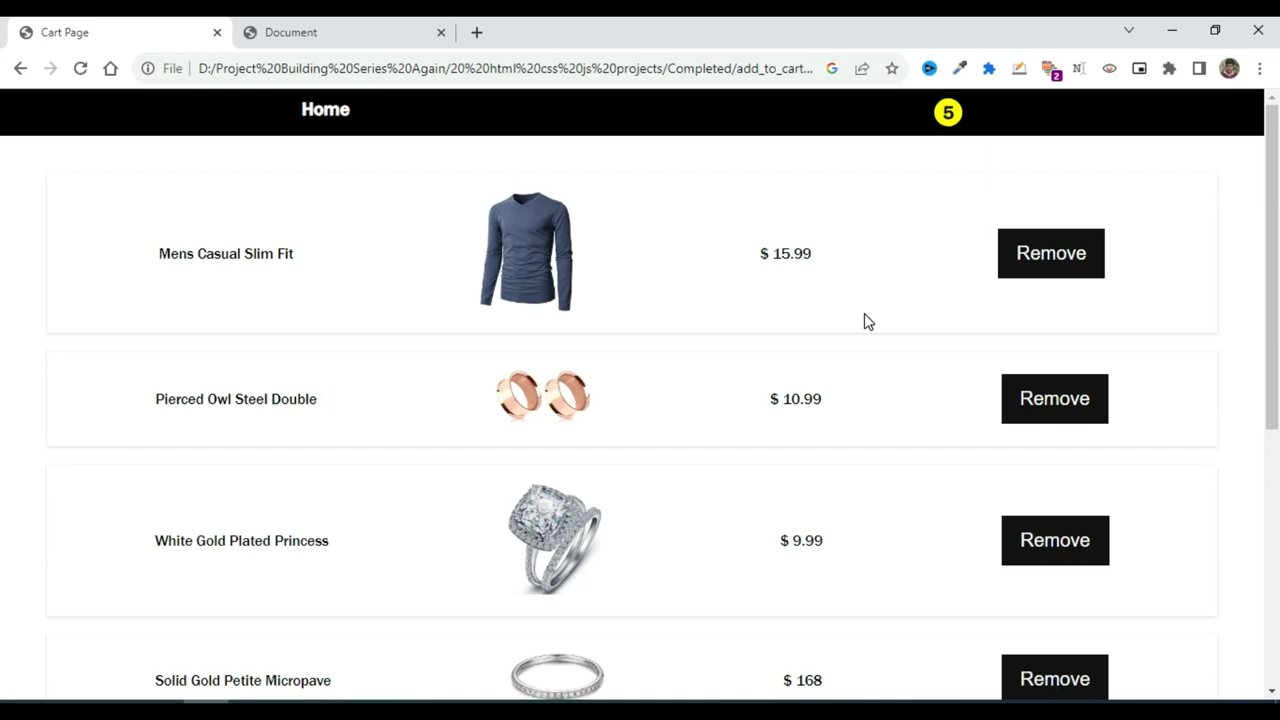 Cart Page
Document
File
D:/Project%20Building%20Series%20Again/20%20html%20css%20js%20projects/Completed/add_to_cart...
2
Home
5
Mens Casual Slim Fit
$ 15.99
Remove
Pierced Owl Steel Double
$ 10.99
Remove
White Gold Plated Princess
$ 9.99
Remove
Solid Gold Petite Micropave
$ 168
Remove